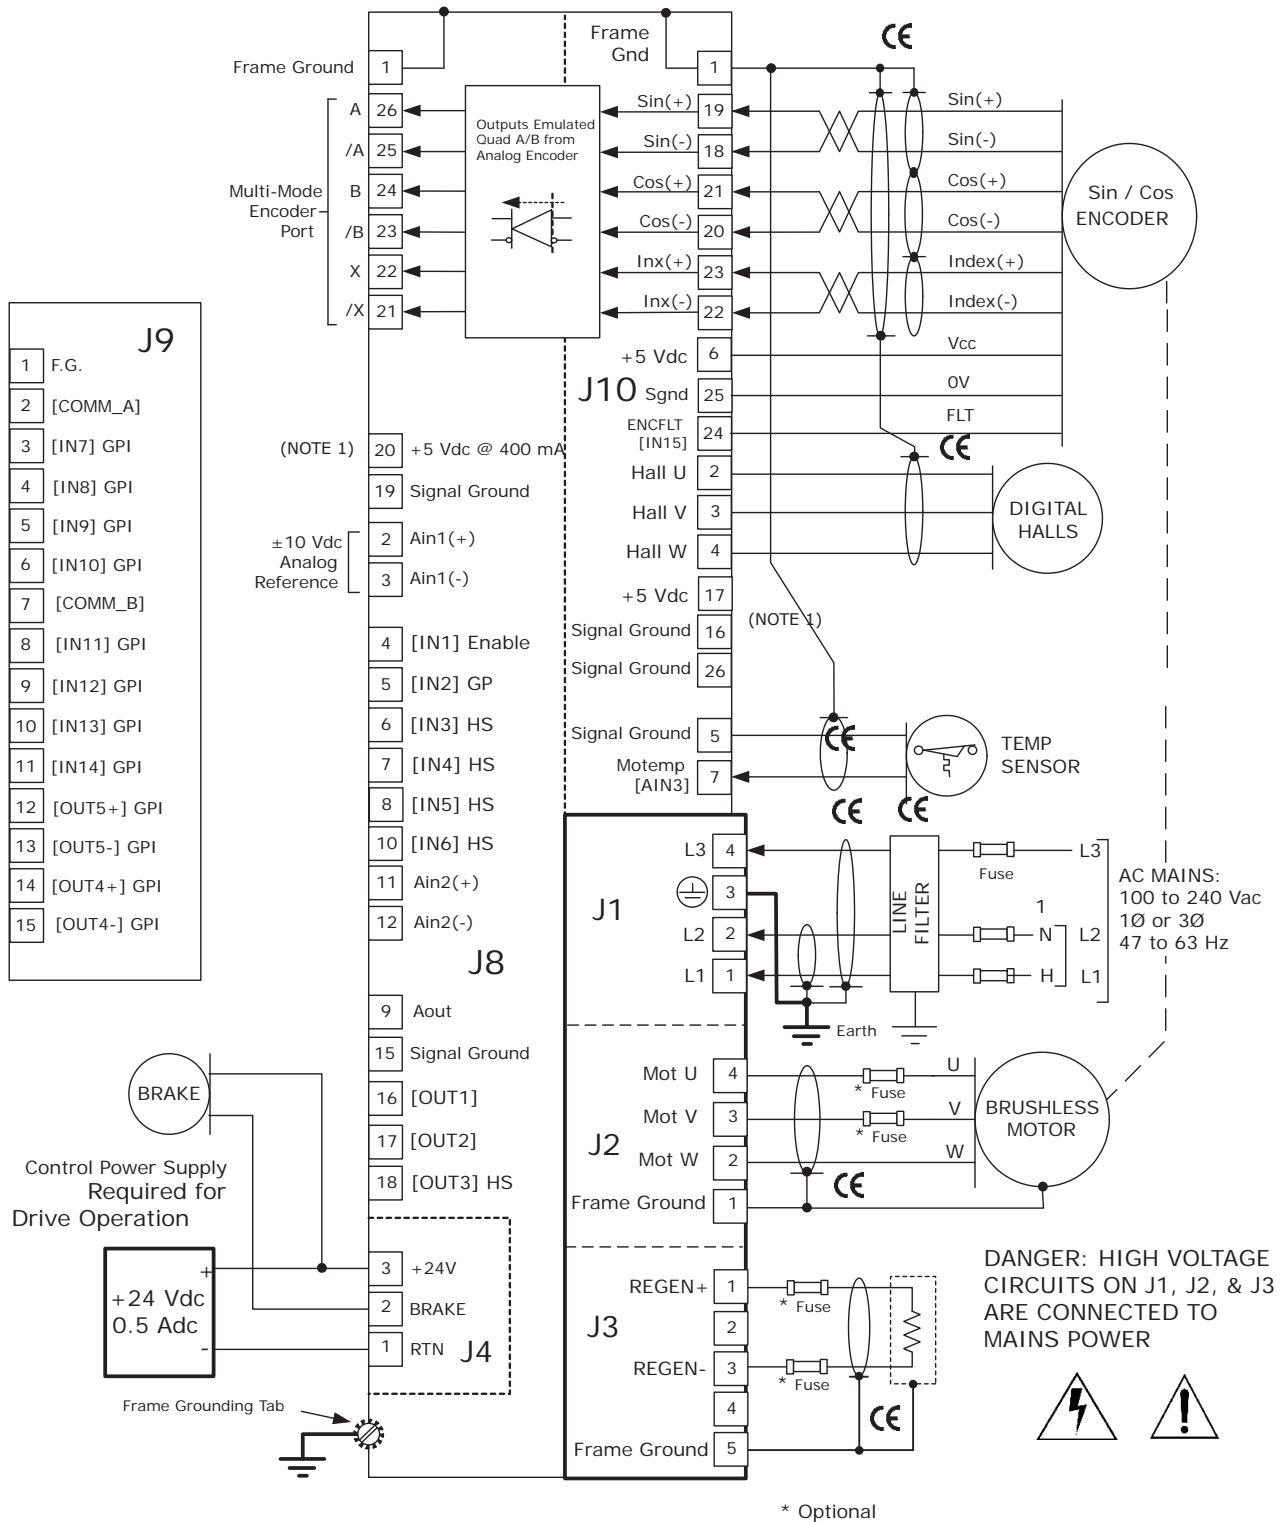 J9
1 F.G.
2 [COMM_A]
3 [IN7] GPI
4 [IN8] GPI
5 [IN9] GPI
6 [IN10] GPI
7 [COMM_B]
8 [IN11] GPI
9 [IN12] GPI
10 [IN13] GPI
11 [IN14] GPI
12 [OUT5+] GPI
13 [OUT5-] GPI
14 [OUT4+] GPI
15 [OUT4-] GPI
Frame Ground 1
Multi-Mode
Encoder
Port
A 26
/A 25
B 24
/B 23
X 22
/X 21
Outputs Emulated
Quad A/B from
Analog Encoder
(NOTE 1) 20 +5 Vdc @ 400 mA
19 Signal Ground
±10 Vdc
Analog
Reference
2 Ain1(+)
3 Ain1(-)
4 [IN1] Enable
5 [IN2] GP
6 [IN3] HS
7 [IN4] HS
8 [IN5] HS
10 [IN6] HS
11 Ain2(+)
12 Ain2(-)
J8
9 Aout
15 Signal Ground
16 [OUT1]
17 [OUT2]
18 [OUT3] HS
BRAKE
Control Power Supply
Required for
Drive Operation
+24 Vdc
0.5 Adc
+
-
3 +24V
2 BRAKE
1 RTN
J4
Frame Grounding Tab
Frame
Gnd
1
CE
Sin(+) 19 Sin(+)
Sin(-) 18 Sin(-)
Cos(+) 21 Cos(+)
Cos(-) 20 Cos(-)
Inx(+) 23 Index(+)
Inx(-) 22 Index(-)
Sin / Cos
ENCODER
J10
+5 Vdc 6 Vcc
Sgnd 25 0V
ENCFLT
[IN15]
24 FLT
CE
Hall U 2
Hall V 3
Hall W 4
DIGITAL
HALLS
+5 Vdc 17
(NOTE 1)
Signal Ground 16
Signal Ground 26
Signal Ground 5
CE
Motemp
[AIN3]
7
TEMP
SENSOR
CE
CE
J1
L3 4
3
L2 2
L1 1
LINE
FILTER
Fuse
L3
1
N
L2
H
L1
AC MAINS:
100 to 240 Vac
1Ø or 3Ø
47 to 63 Hz
Earth
J2
Mot U 4 * Fuse U
Mot V 3 * Fuse V
Mot W 2 W
Frame Ground 1
CE
BRUSHLESS
MOTOR
J3
REGEN+ 1 * Fuse
2
REGEN- 3 * Fuse
4
Frame Ground 5
CE
DANGER: HIGH VOLTAGE
CIRCUITS ON J1, J2, & J3
ARE CONNECTED TO
MAINS POWER
!
* Optional